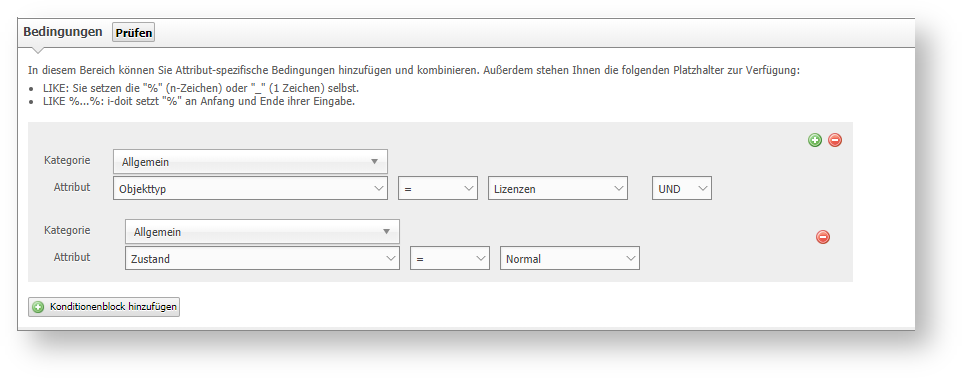 Bedingungen Prüfen
In diesem Bereich können Sie Attribut-spezifische Bedingungen hinzufügen und kombinieren. Außerdem stehen Ihnen die folgenden Platzhalter zur Verfügung:
• LIKE: Sie setzen die "%" (n-Zeichen) oder "_" (1 Zeichen) selbst.
• LIKE %...%: i-doit setzt "%" an Anfang und Ende ihrer Eingabe.
Kategorie Allgemein
Attribut Objekttyp = Lizenzen UND
Kategorie Allgemein
Attribut Zustand = Normal
Konditionenblock hinzufügen